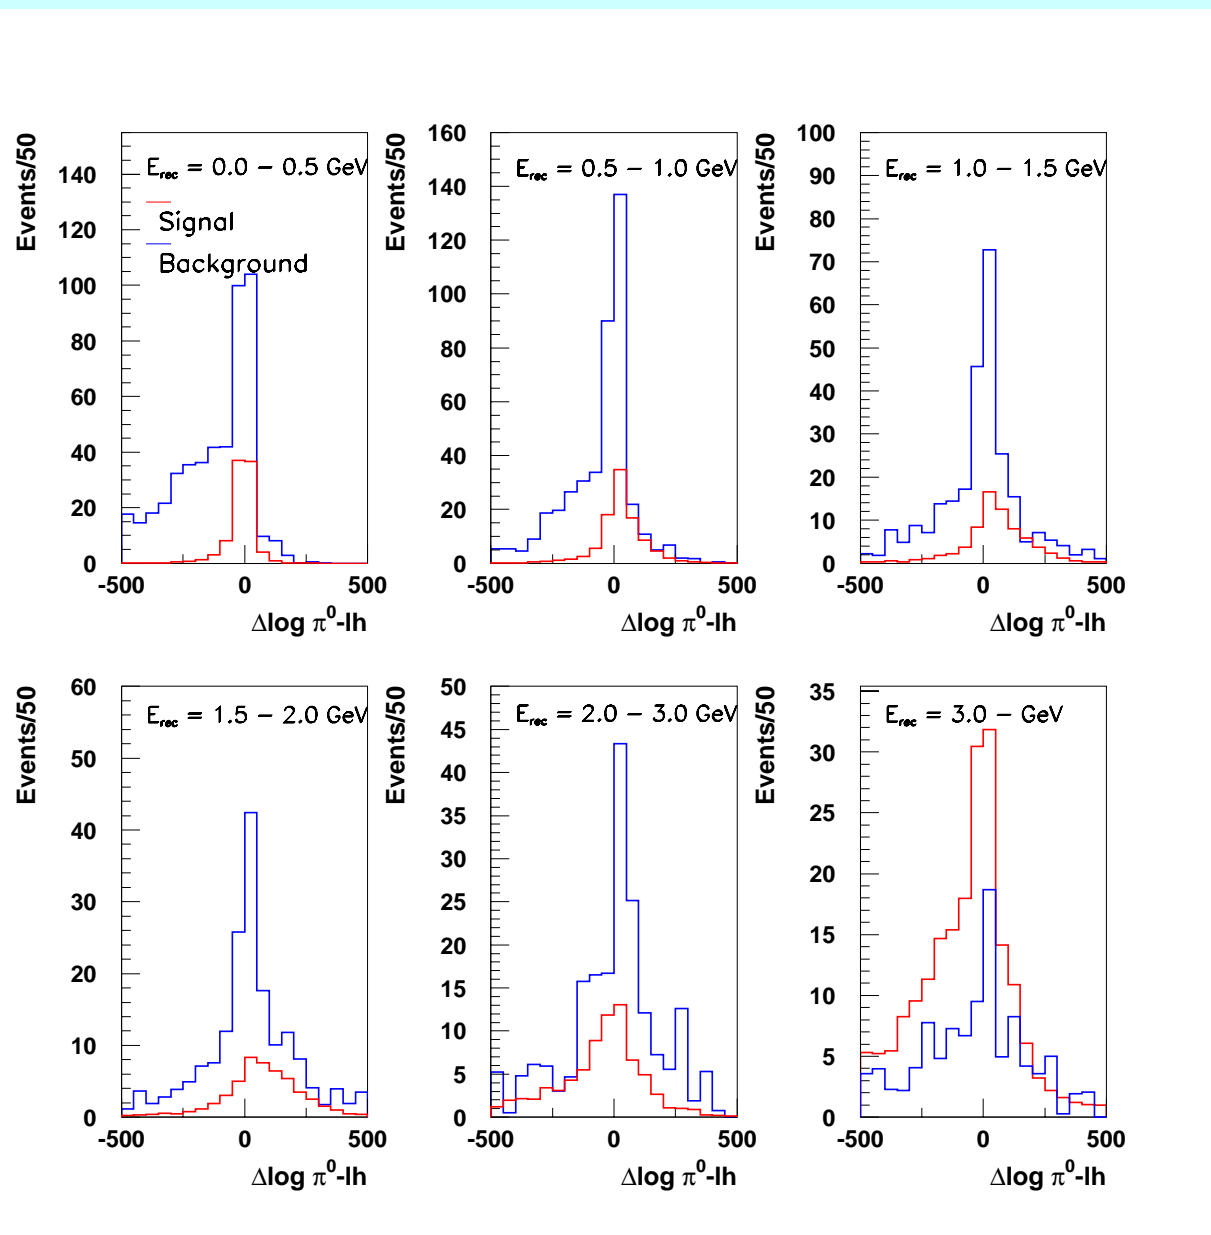 Events/50
E_rec = 0.0 − 0.5 GeV
Signal
Background
140
120
100
80
60
40
20
0
-500 0 500
Δlog π⁰-lh
Events/50
E_rec = 0.5 − 1.0 GeV
160
140
120
100
80
60
40
20
0
-500 0 500
Δlog π⁰-lh
Events/50
E_rec = 1.0 − 1.5 GeV
100
90
80
70
60
50
40
30
20
10
0
-500 0 500
Δlog π⁰-lh
Events/50
E_rec = 1.5 − 2.0 GeV
60
50
40
30
20
10
0
-500 0 500
Δlog π⁰-lh
Events/50
E_rec = 2.0 − 3.0 GeV
50
45
40
35
30
25
20
15
10
5
0
-500 0 500
Δlog π⁰-lh
Events/50
E_rec = 3.0 − GeV
35
30
25
20
15
10
5
0
-500 0 500
Δlog π⁰-lh